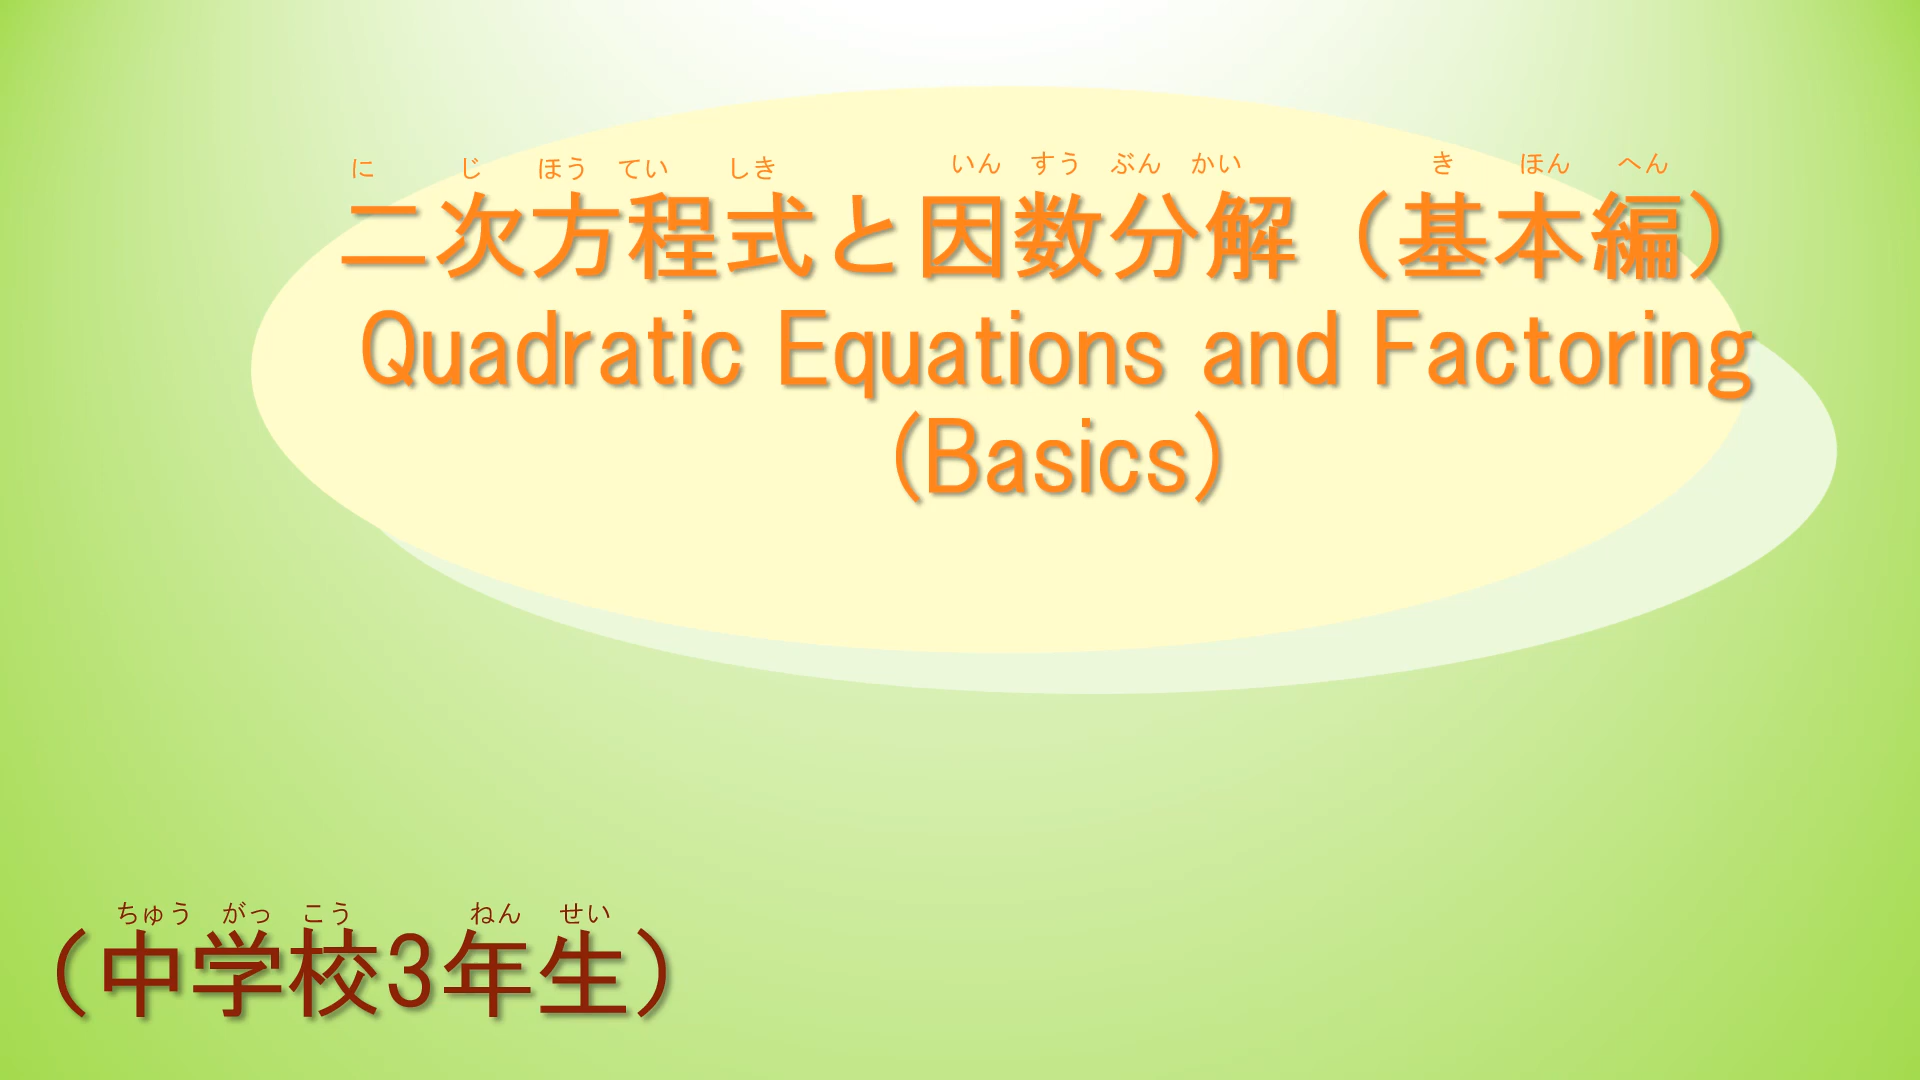 に じ ほう てい しき いん すう ぶん かい き ほん へん
二次方程式と因数分解（基本編）
Quadratic Equations and Factoring
(Basics)
ちゅう がっ こう ねん せい
（中学校3年生）